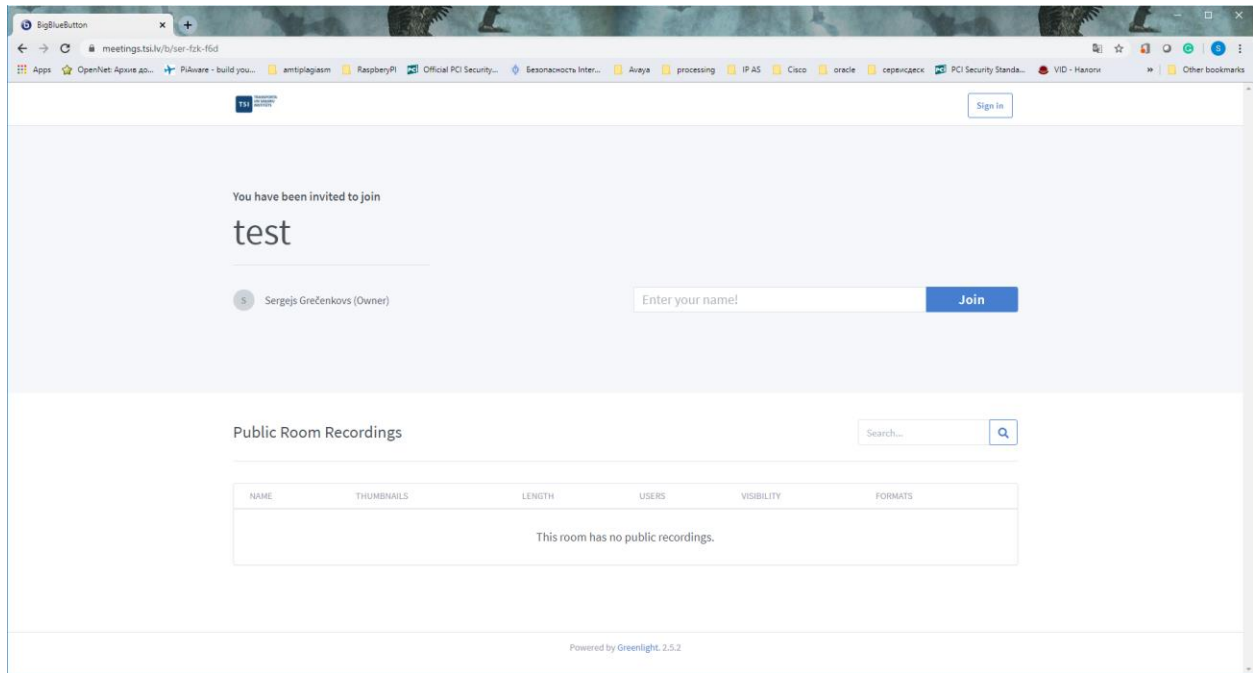 BigBlueButton
meetings.tsi.lv/b/ser-fzk-f6d
Apps OpenNet: Архив до... PiAware - build you... amtiplagiasm RaspberyPI Official PCI Security... Безопасность Inter... Avaya processing IP AS Cisco oracle сервисдеск PCI Security Standa... VID - Налоги » Other bookmarks
TSI
Sign in
You have been invited to join
test
S Sergejs Grečenkovs (Owner)
Enter your name! Join
Public Room Recordings
Search...
NAME THUMBNAILS LENGTH USERS VISIBILITY FORMATS
This room has no public recordings.
Powered by Greenlight. 2.5.2